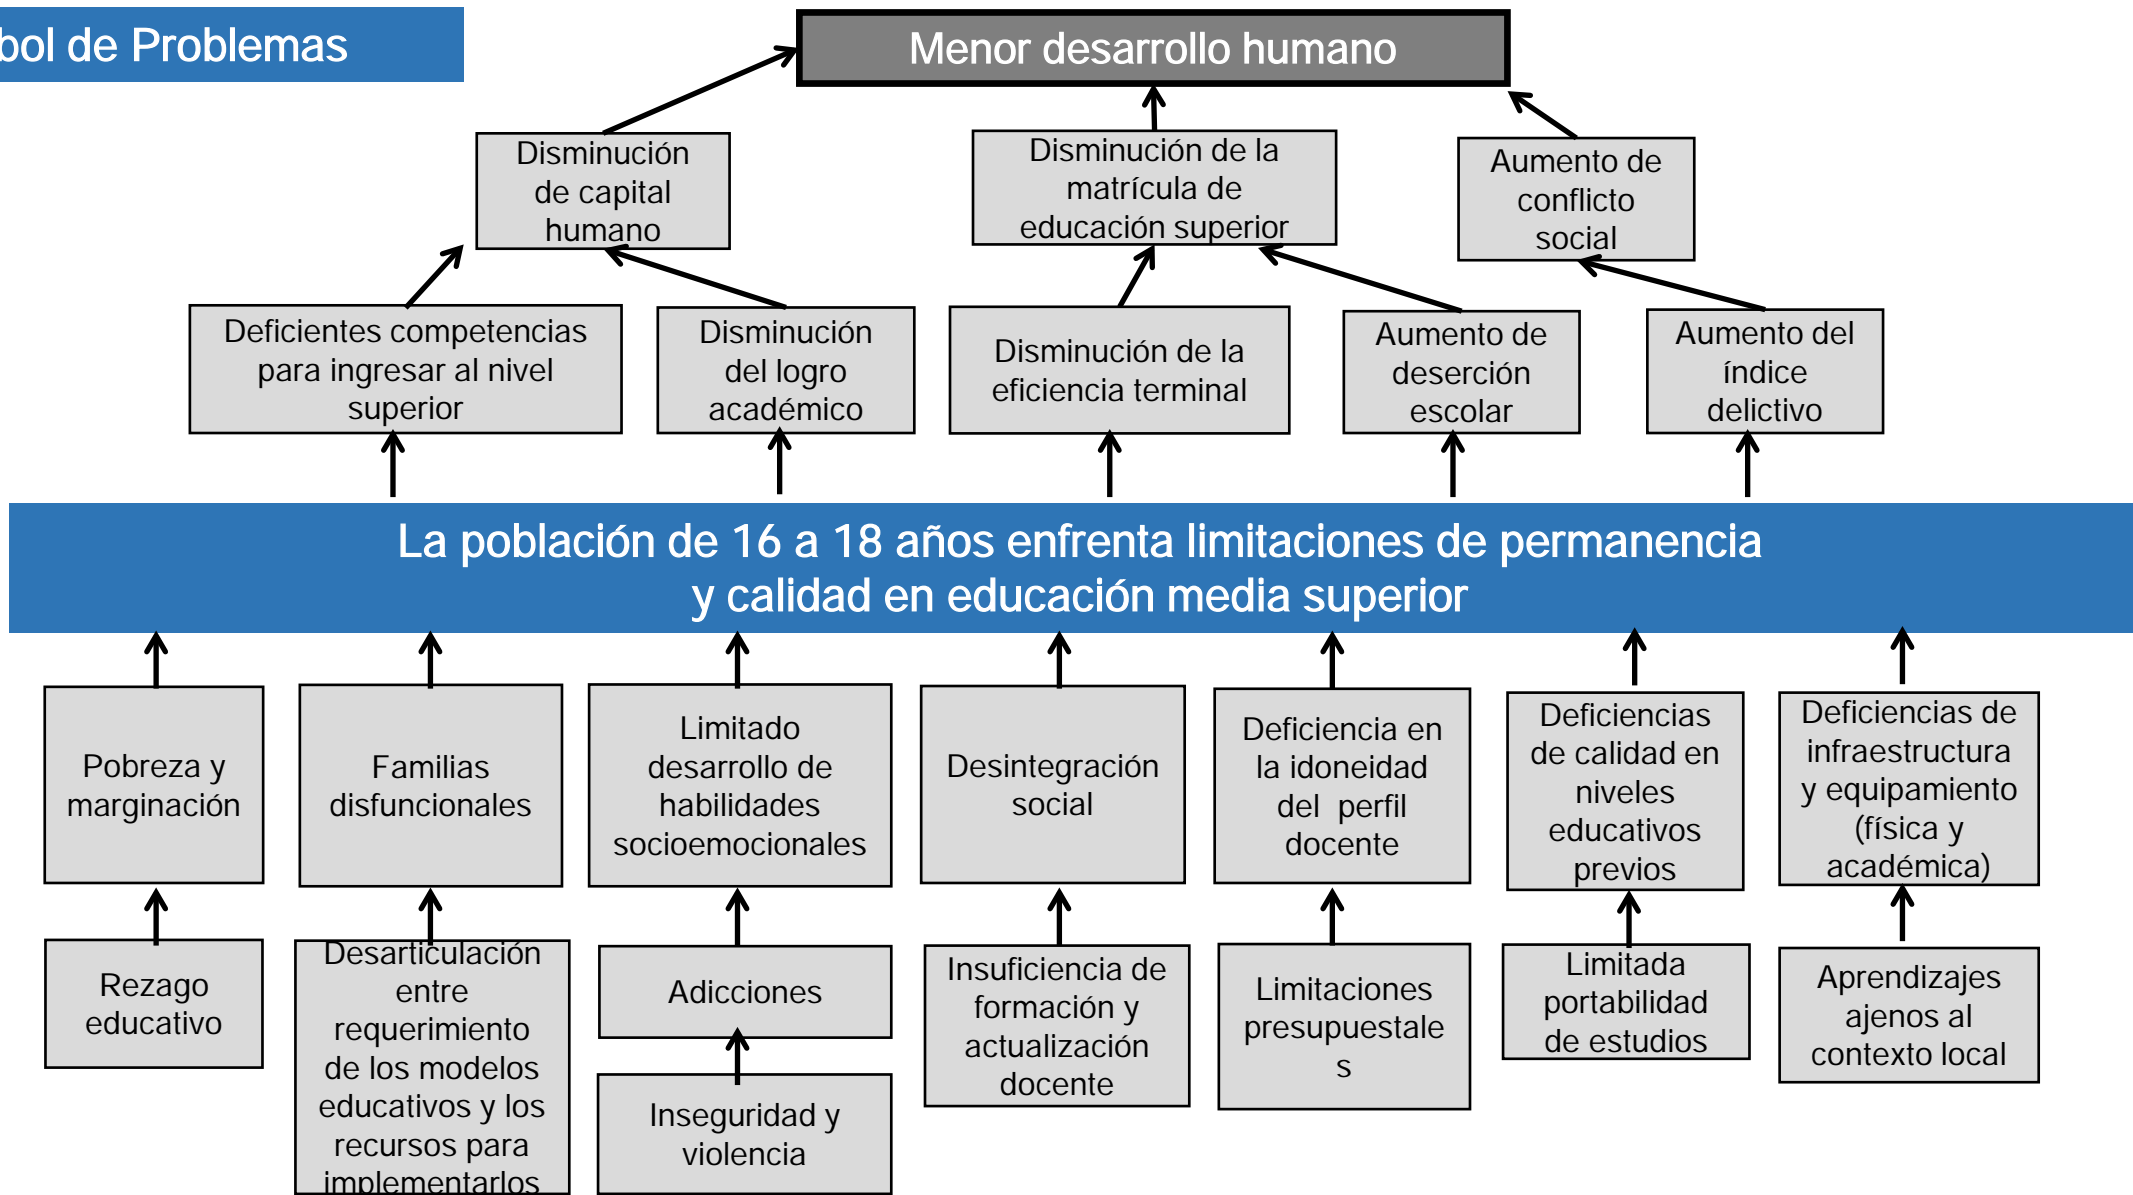 bol de Problemas
Menor desarrollo humano
Disminución
de capital
humano
Disminución de la
matrícula de
educación superior
Aumento de
conflicto
social
Deficientes competencias
para ingresar al nivel
superior
Disminución
del logro
académico
Disminución de la
eficiencia terminal
Aumento de
deserción
escolar
Aumento del
índice
delictivo
La población de 16 a 18 años enfrenta limitaciones de permanencia
y calidad en educación media superior
Pobreza y
marginación
Familias
disfuncionales
Limitado
desarrollo de
habilidades
socioemocionales
Desintegración
social
Deficiencia en
la idoneidad
del perfil
docente
Deficiencias
de calidad en
niveles
educativos
previos
Deficiencias de
infraestructura
y equipamiento
(física y
académica)
Rezago
educativo
Desarticulación
entre
requerimiento
de los modelos
educativos y los
recursos para
implementarlos
Adicciones
Inseguridad y
violencia
Insuficiencia de
formación y
actualización
docente
Limitaciones
presupuestale
s
Limitada
portabilidad
de estudios
Aprendizajes
ajenos al
contexto local